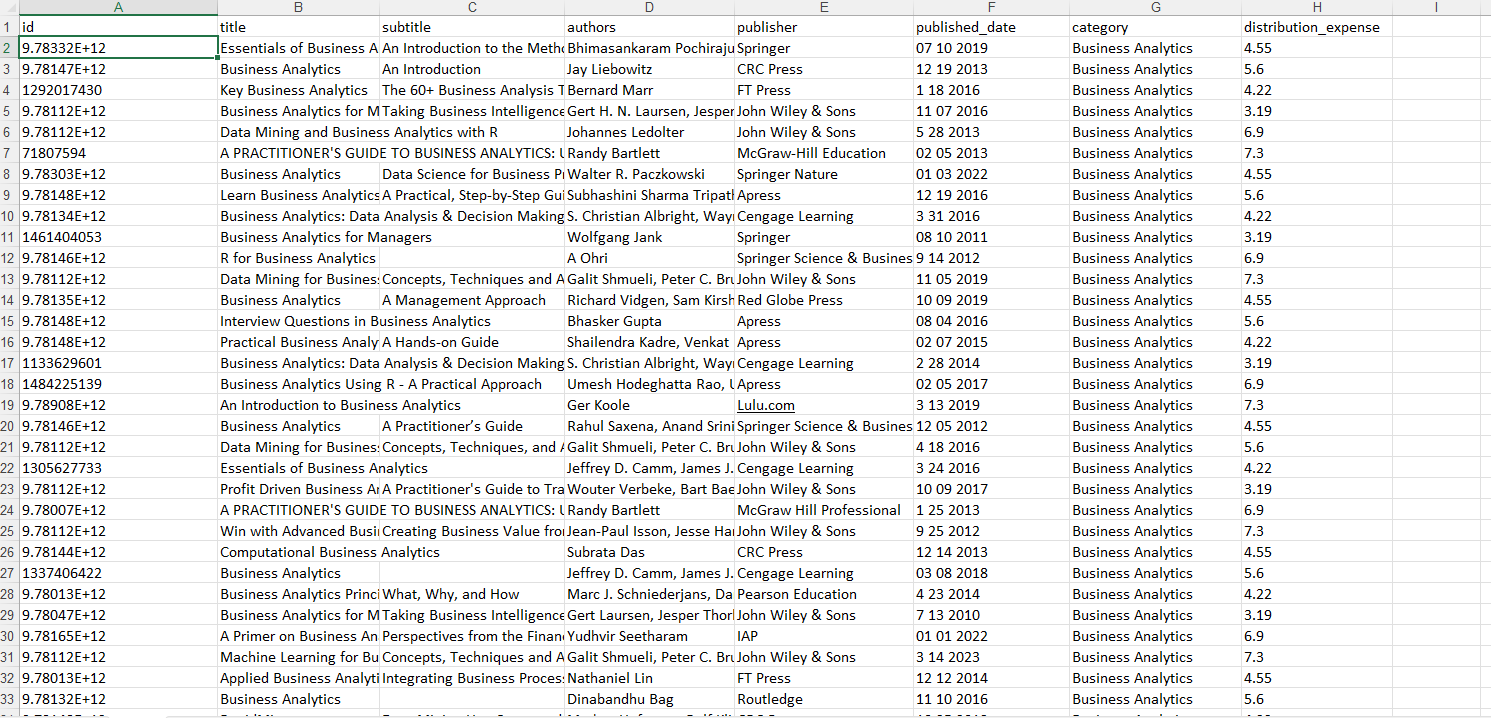 A B C D E F G H I
1 id title subtitle authors publisher published_date category distribution_expense
2 9.78332E+12 Essentials of Business A An Introduction to the Meth Bhimasankaram Pochiraju Springer 07 10 2019 Business Analytics 4.55
3 9.78147E+12 Business Analytics An Introduction Jay Liebowitz CRC Press 12 19 2013 Business Analytics 5.6
4 1292017430 Key Business Analytics The 60+ Business Analysis T Bernard Marr FT Press 1 18 2016 Business Analytics 4.22
5 9.78112E+12 Business Analytics for M Taking Business Intelligence Gert H. N. Laursen, Jesper John Wiley & Sons 11 07 2016 Business Analytics 3.19
6 9.78112E+12 Data Mining and Business Analytics with R Johannes Ledolter John Wiley & Sons 5 28 2013 Business Analytics 6.9
7 71807594 A PRACTITIONER'S GUIDE TO BUSINESS ANALYTICS: U Randy Bartlett McGraw-Hill Education 02 05 2013 Business Analytics 7.3
8 9.78303E+12 Business Analytics Data Science for Business Pr Walter R. Paczkowski Springer Nature 01 03 2022 Business Analytics 4.55
9 9.78148E+12 Learn Business Analytics A Practical, Step-by-Step Gui Subhashini Sharma Tripat Apress 12 19 2016 Business Analytics 5.6
10 9.78134E+12 Business Analytics: Data Analysis & Decision Making S. Christian Albright, Way Cengage Learning 3 31 2016 Business Analytics 4.22
11 1461404053 Business Analytics for Managers Wolfgang Jank Springer 08 10 2011 Business Analytics 3.19
12 9.78146E+12 R for Business Analytics A Ohri Springer Science & Busines 9 14 2012 Business Analytics 6.9
13 9.78112E+12 Data Mining for Busines Concepts, Techniques and A Galit Shmueli, Peter C. Bru John Wiley & Sons 11 05 2019 Business Analytics 7.3
14 9.78135E+12 Business Analytics A Management Approach Richard Vidgen, Sam Kirsh Red Globe Press 10 09 2019 Business Analytics 4.55
15 9.78148E+12 Interview Questions in Business Analytics Bhasker Gupta Apress 08 04 2016 Business Analytics 5.6
16 9.78148E+12 Practical Business Analy A Hands-on Guide Shailendra Kadre, Venkat Apress 02 07 2015 Business Analytics 4.22
17 1133629601 Business Analytics: Data Analysis & Decision Making S. Christian Albright, Way Cengage Learning 2 28 2014 Business Analytics 3.19
18 1484225139 Business Analytics Using R - A Practical Approach Umesh Hodeghatta Rao, U Apress 02 05 2017 Business Analytics 6.9
19 9.78908E+12 An Introduction to Business Analytics Ger Koole Lulu.com 3 13 2019 Business Analytics 7.3
20 9.78146E+12 Business Analytics A Practitioner’s Guide Rahul Saxena, Anand Srini Springer Science & Busines 12 05 2012 Business Analytics 4.55
21 9.78112E+12 Data Mining for Busines Concepts, Techniques, and A Galit Shmueli, Peter C. Bru John Wiley & Sons 4 18 2016 Business Analytics 5.6
22 1305627733 Essentials of Business Analytics Jeffrey D. Camm, James J. Cengage Learning 3 24 2016 Business Analytics 4.22
23 9.78112E+12 Profit Driven Business An A Practitioner's Guide to Tra Wouter Verbeke, Bart Bae John Wiley & Sons 10 09 2017 Business Analytics 3.19
24 9.78007E+12 A PRACTITIONER'S GUIDE TO BUSINESS ANALYTICS: U Randy Bartlett McGraw Hill Professional 1 25 2013 Business Analytics 6.9
25 9.78112E+12 Win with Advanced Busi Creating Business Value fro Jean-Paul Isson, Jesse Ha John Wiley & Sons 9 25 2012 Business Analytics 7.3
26 9.78144E+12 Computational Business Analytics Subrata Das CRC Press 12 14 2013 Business Analytics 4.55
27 1337406422 Business Analytics Jeffrey D. Camm, James J. Cengage Learning 03 08 2018 Business Analytics 5.6
28 9.78013E+12 Business Analytics Princi What, Why, and How Marc J. Schniederjans, Da Pearson Education 4 23 2014 Business Analytics 4.22
29 9.78047E+12 Business Analytics for M Taking Business Intelligence Gert Laursen, Jesper Thorl John Wiley & Sons 7 13 2010 Business Analytics 3.19
30 9.78165E+12 A Primer on Business An Perspectives from the Finan Yudhvir Seetharam IAP 01 01 2022 Business Analytics 6.9
31 9.78112E+12 Machine Learning for Bu Concepts, Techniques and A Galit Shmueli, Peter C. Bru John Wiley & Sons 3 14 2023 Business Analytics 7.3
32 9.78013E+12 Applied Business Analyti Integrating Business Proces Nathaniel Lin FT Press 12 12 2014 Business Analytics 4.55
33 9.78132E+12 Business Analytics Dinabandhu Bag Routledge 11 10 2016 Business Analytics 5.6